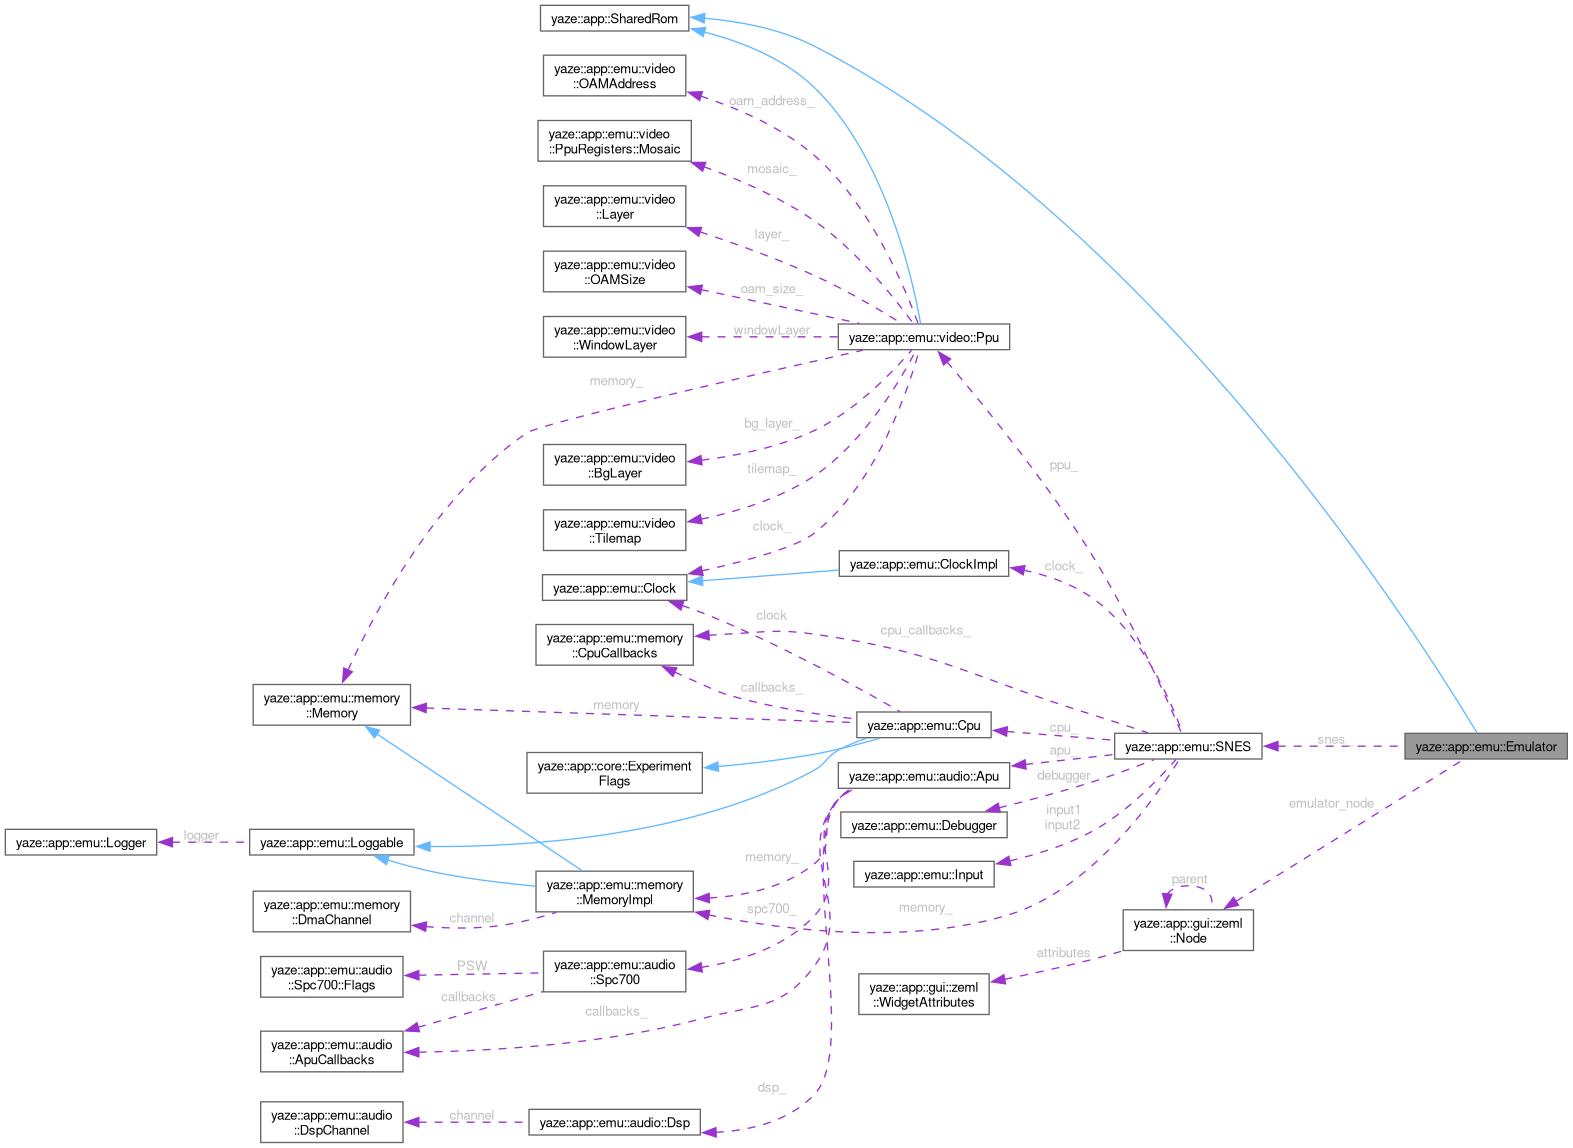 yaze::app::SharedRom
yaze::app::emu::video
::OAMAddress
oam_address_
yaze::app::emu::video
::PpuRegisters::Mosaic
mosaic_
yaze::app::emu::video
::Layer
layer_
yaze::app::emu::video
::OAMSize
oam_size_
yaze::app::emu::video
::WindowLayer
windowLayer
yaze::app::emu::video::Ppu
memory_
bg_layer_
yaze::app::emu::video
::BgLayer
tilemap_
ppu_
yaze::app::emu::video
::Tilemap
clock_
yaze::app::emu::ClockImpl
clock_
yaze::app::emu::Clock
clock
yaze::app::emu::memory
::CpuCallbacks
cpu_callbacks_
callbacks_
yaze::app::emu::memory
::Memory
memory
yaze::app::emu::Cpu
cpu_
yaze::app::emu::SNES
snes_
yaze::app::emu::Emulator
apu_
yaze::app::core::Experiment
Flags
yaze::app::emu::audio::Apu
debugger
emulator_node_
input1
input2
yaze::app::emu::Debugger
yaze::app::emu::Logger
logger
yaze::app::emu::Loggable
memory_
yaze::app::emu::Input
parent
yaze::app::emu::memory
::MemoryImpl
yaze::app::emu::memory
::DmaChannel
channel
spc700_
memory_
yaze::app::gui::zeml
::Node
attributes
yaze::app::emu::audio
::Spc700::Flags
PSW
yaze::app::emu::audio
::Spc700
callbacks_
yaze::app::gui::zeml
::WidgetAttributes
callbacks_
yaze::app::emu::audio
::ApuCallbacks
dsp_
yaze::app::emu::audio
::DspChannel
channel
yaze::app::emu::audio::Dsp